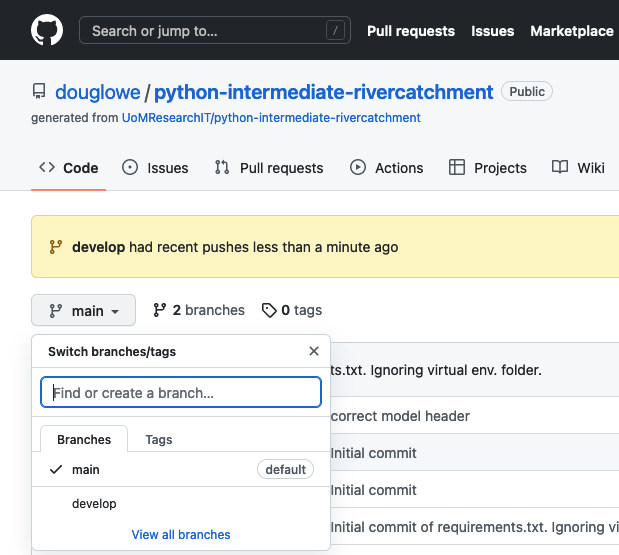 Search or jump to… / Pull requests Issues Marketplace
douglowe / python-intermediate-rivercatchment Public
generated from UoMResearchIT/python-intermediate-rivercatchment
Code Issues Pull requests Actions Projects Wiki
develop had recent pushes less than a minute ago
main 2 branches 0 tags
Switch branches/tags
ts.txt. Ignoring virtual env. folder.
Find or create a branch…
correct model header
Branches Tags
Initial commit
main default
Initial commit
develop
Initial commit of requirements.txt. Ignoring vi
View all branches